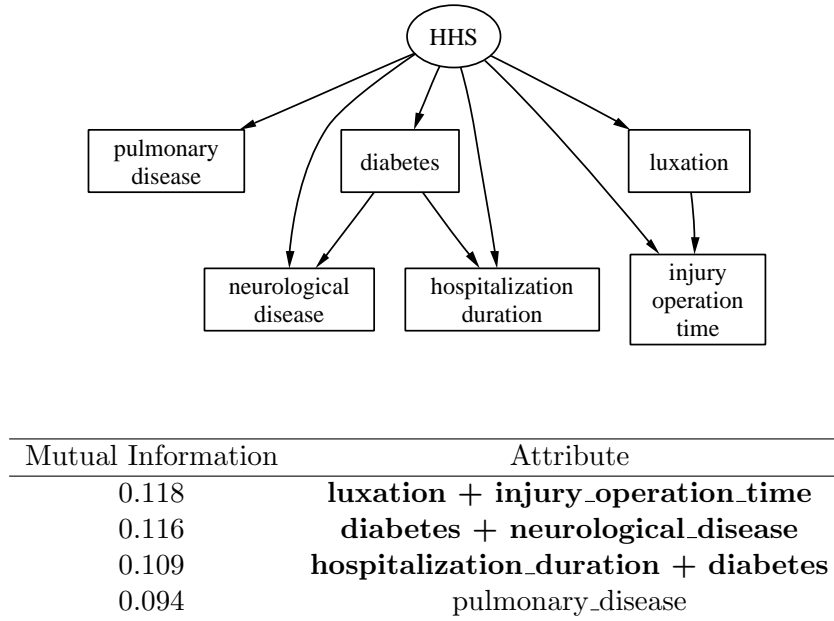 HHS
pulmonary
disease
diabetes
luxation
neurological
disease
hospitalization
duration
injury
operation
time
Mutual Information Attribute
0.118 luxation + injury_operation_time
0.116 diabetes + neurological_disease
0.109 hospitalization_duration + diabetes
0.094 pulmonary_disease